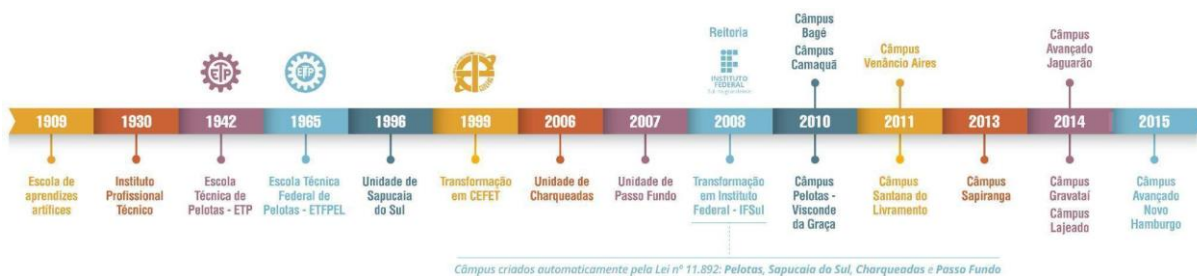 Reitoria
Câmpus
Bagé
Câmpus
Camaquã
Câmpus
Venâncio Aires
Câmpus
Avançado
Jaguarão
ETP
ETP
INSTITUTO
FEDERAL
1909
1930
1942
1965
1996
1999
2006
2007
2008
2010
2011
2013
2014
2015
Escola de
aprendizes
artífices
Instituto
Profissional
Técnico
Escola
Técnica de
Pelotas - ETP
Escola Técnica
Federal de
Pelotas - ETFPEL
Unidade de
Sapucaia
do Sul
Transformação
em CEFET
Unidade de
Charqueadas
Unidade de
Passo Fundo
Transformação
em Instituto
Federal - IFSul
Câmpus
Pelotas -
Visconde
da Graça
Câmpus
Santana do
Livramento
Câmpus
Sapiranga
Câmpus
Gravataí
Câmpus
Lajeado
Câmpus
Avançado
Novo
Hamburgo
Câmpus criados automaticamente pela Lei nº 11.892: Pelotas, Sapucaia do Sul, Charqueadas e Passo Fundo